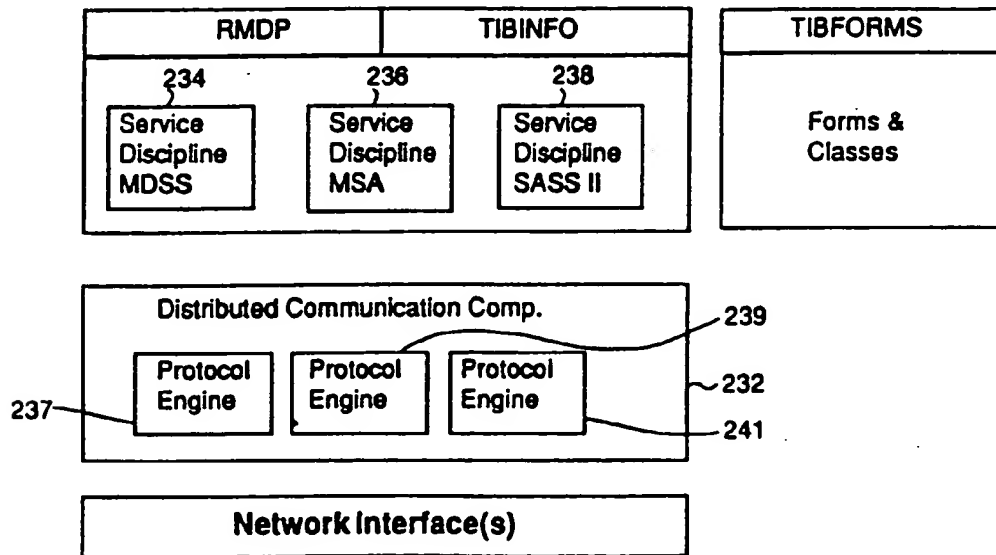 RMDP TIBINFO TIBFORMS
234 236 238
Service Discipline MDSS
Service Discipline MSA
Service Discipline SASS II
Forms & Classes
Distributed Communication Comp.
239
Protocol Engine
Protocol Engine
Protocol Engine
232
237
241
Network Interface(s)